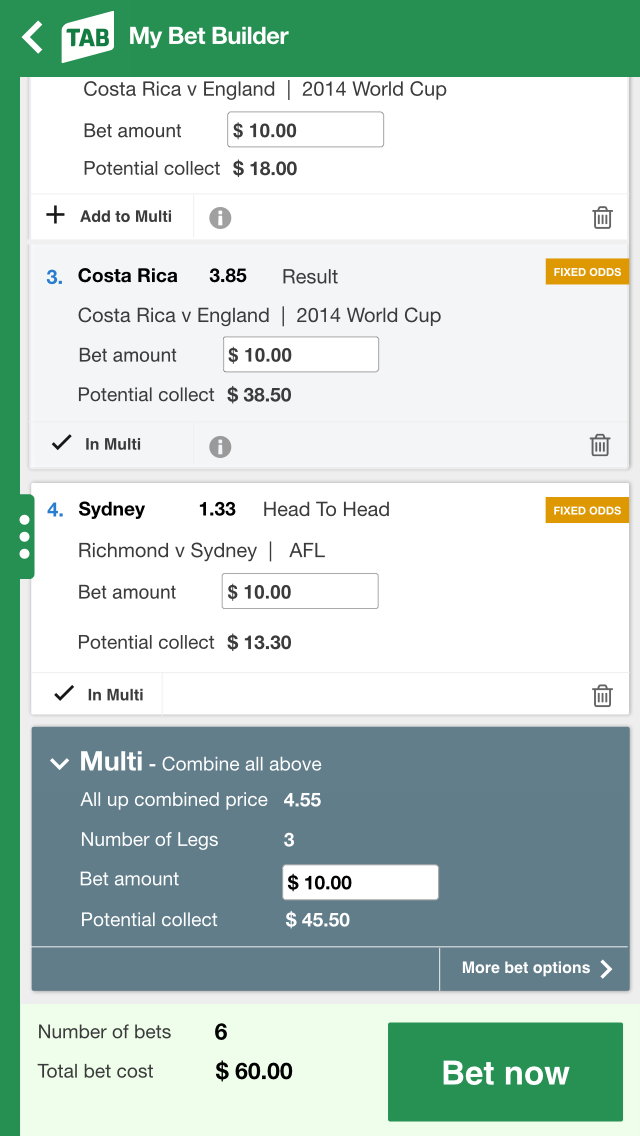 TAB My Bet Builder
Costa Rica v England | 2014 World Cup
Bet amount $ 10.00
Potential collect $ 18.00
Add to Multi
3. Costa Rica 3.85 Result FIXED ODDS
Costa Rica v England | 2014 World Cup
Bet amount $ 10.00
Potential collect $ 38.50
In Multi
4. Sydney 1.33 Head To Head FIXED ODDS
Richmond v Sydney | AFL
Bet amount $ 10.00
Potential collect $ 13.30
In Multi
Multi - Combine all above
All up combined price 4.55
Number of Legs 3
Bet amount $ 10.00
Potential collect $ 45.50
More bet options
Number of bets 6
Total bet cost $ 60.00
Bet now